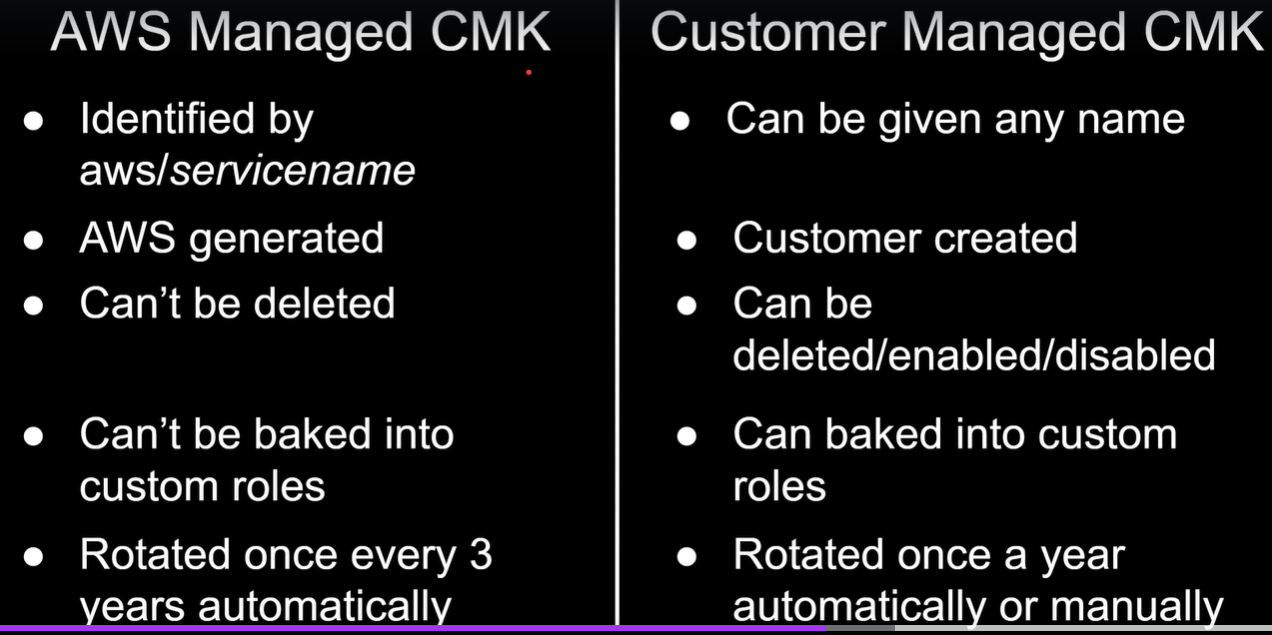 AWS Managed CMK
● Identified by
aws/servicename
● AWS generated
● Can't be deleted
● Can't be baked into
custom roles
● Rotated once every 3
years automatically
Customer Managed CMK
● Can be given any name
● Customer created
● Can be
deleted/enabled/disabled
● Can baked into custom
roles
● Rotated once a year
automatically or manually